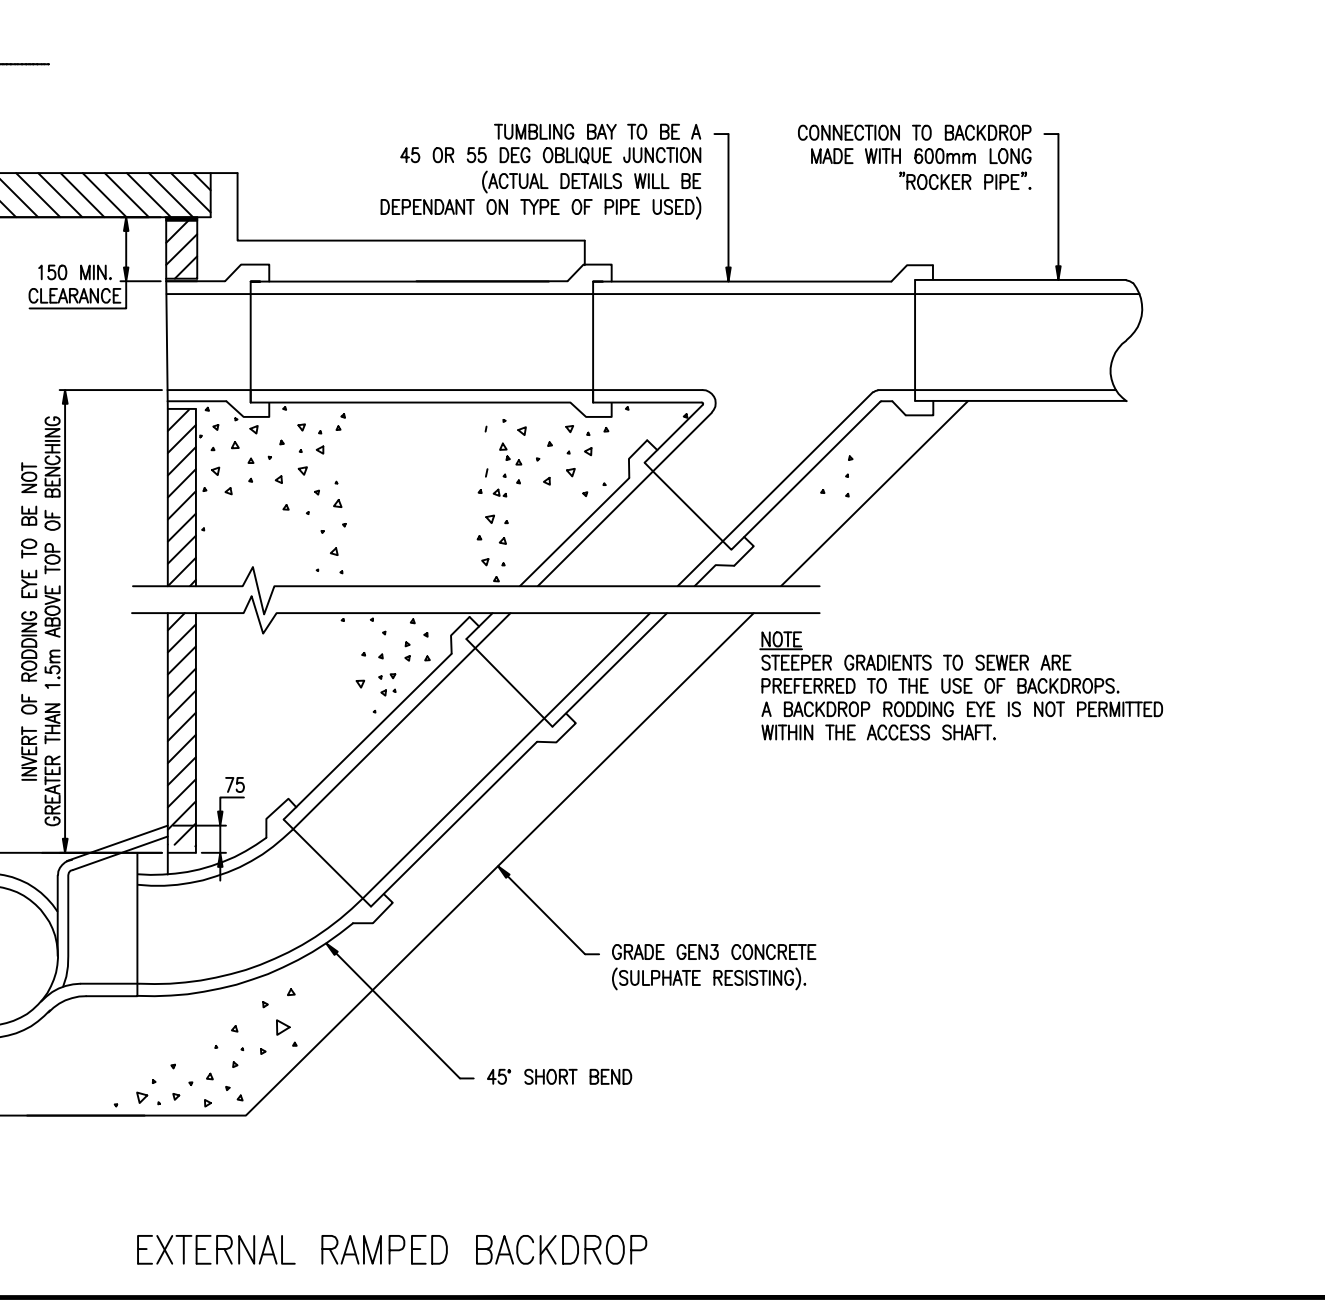 TUMBLING BAY TO BE A
45 OR 55 DEG OBLIQUE JUNCTION
(ACTUAL DETAILS WILL BE
DEPENDANT ON TYPE OF PIPE USED)
CONNECTION TO BACKDROP
MADE WITH 600mm LONG
"ROCKER PIPE".
150 MIN.
CLEARANCE
INVERT OF RODDING EYE TO BE NOT
GREATER THAN 1.5m ABOVE TOP OF BENCHING
NOTE
STEEPER GRADIENTS TO SEWER ARE
PREFERRED TO THE USE OF BACKDROPS.
A BACKDROP RODDING EYE IS NOT PERMITTED
WITHIN THE ACCESS SHAFT.
75
GRADE GEN3 CONCRETE
(SULPHATE RESISTING).
45° SHORT BEND
EXTERNAL RAMPED BACKDROP